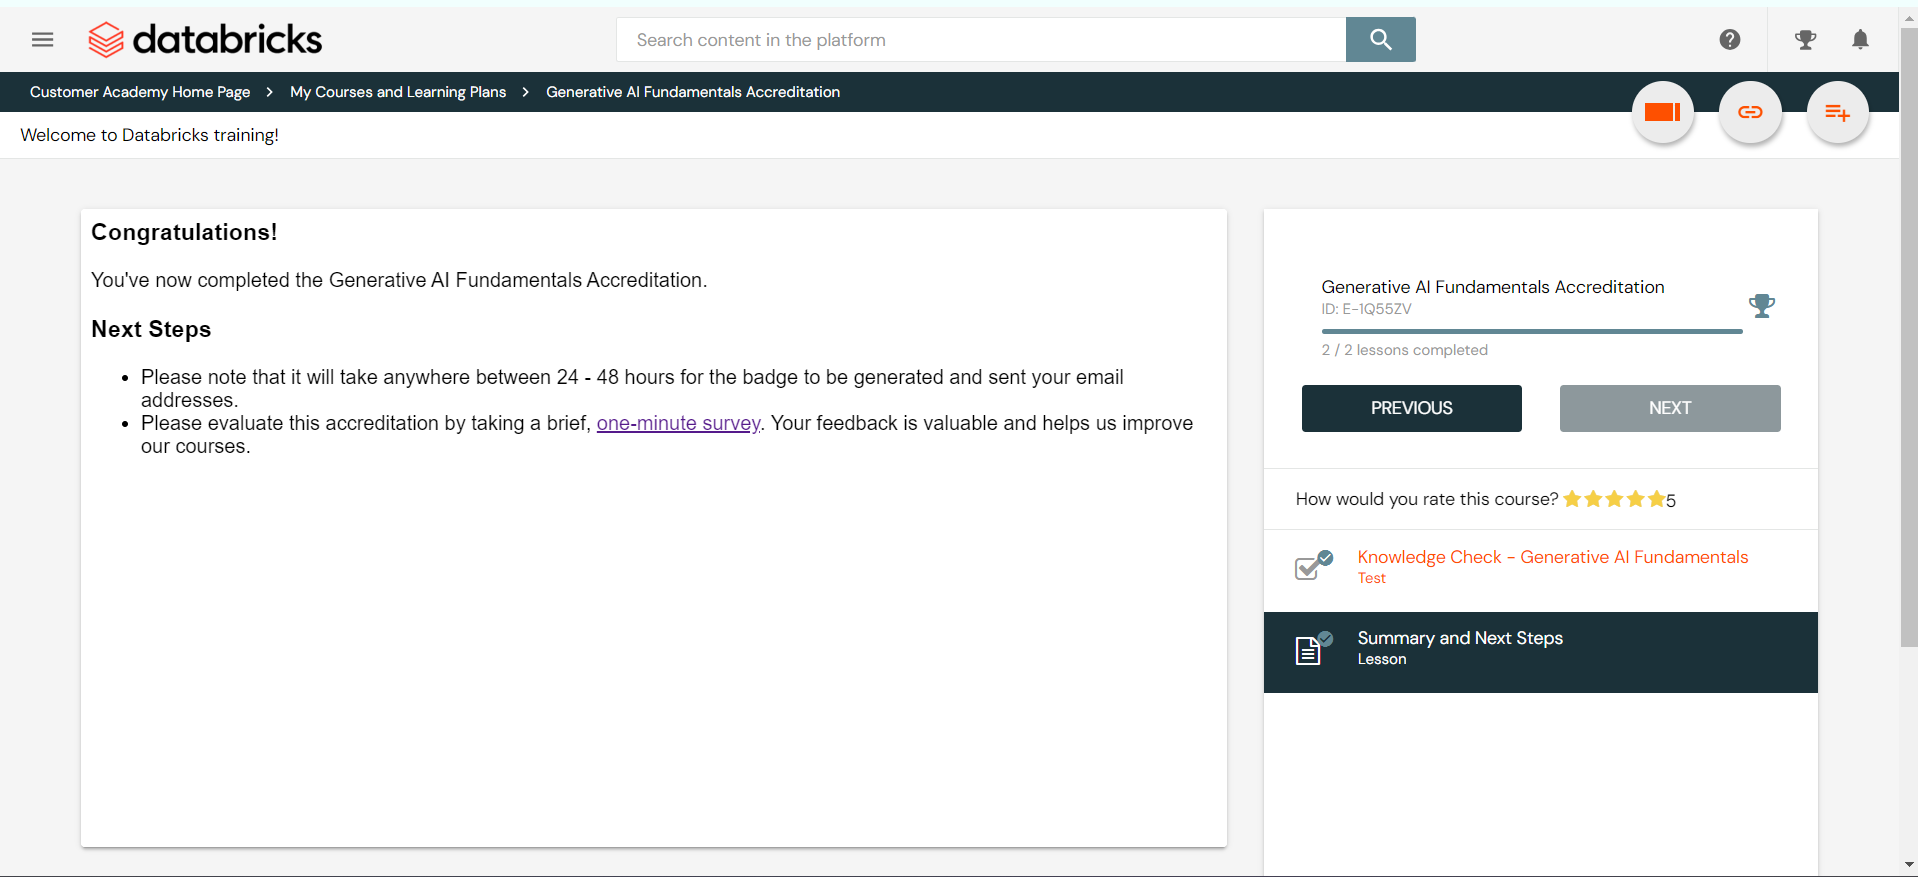 databricks
Search content in the platform
Customer Academy Home Page > My Courses and Learning Plans > Generative AI Fundamentals Accreditation
Welcome to Databricks training!
Congratulations!
You've now completed the Generative AI Fundamentals Accreditation.
Next Steps
• Please note that it will take anywhere between 24 - 48 hours for the badge to be generated and sent your email
addresses.
• Please evaluate this accreditation by taking a brief, one-minute survey. Your feedback is valuable and helps us improve
our courses.
Generative AI Fundamentals Accreditation
ID: E-1Q55ZV
2 / 2 lessons completed
PREVIOUS
NEXT
How would you rate this course? 5
Knowledge Check - Generative AI Fundamentals
Test
Summary and Next Steps
Lesson